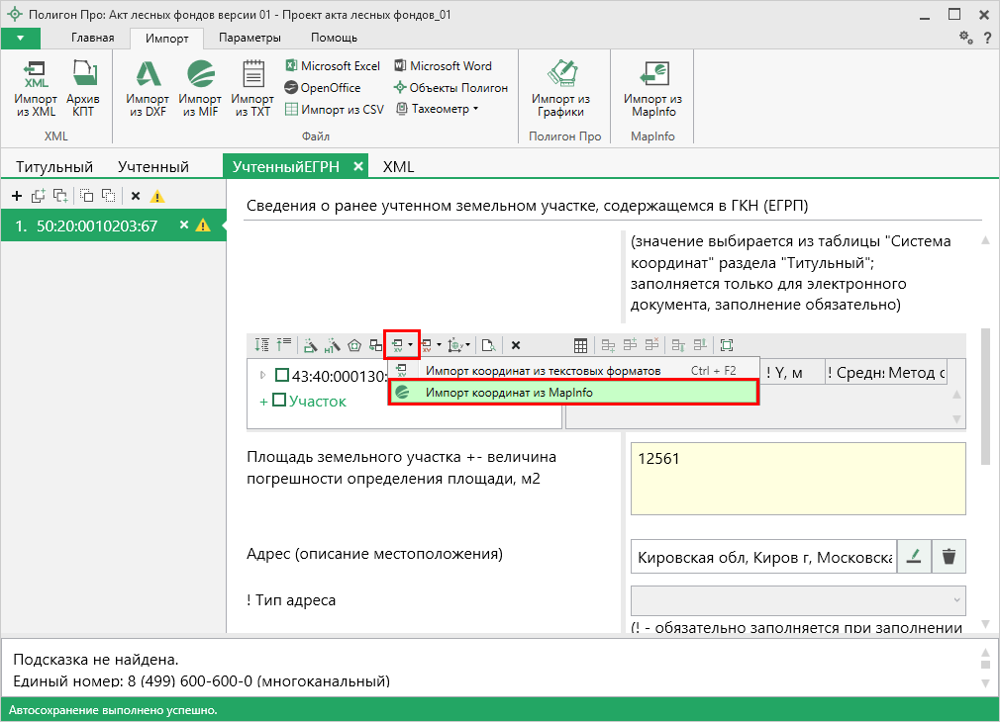 Полигон Про: Акт лесных фондов версии 01 - Проект акта лесных фондов_01
Главная
Импорт
Параметры
Помощь
?
XML
Импорт
из XML
Архив
КПТ
XML
Импорт
из DXF
Импорт
из MIF
Импорт
из TXT
Microsoft Excel
OpenOffice
Импорт из CSV
Microsoft Word
Объекты Полигон
Тахеометр
Файл
Импорт из
Графики
Полигон Про
Импорт из
MapInfo
MapInfo
Титульный
Учтенный
УчтенныйЕГРН
XML
1. 50:20:0010203:67
Сведения о ранее учтенном земельном участке, содержащемся в ГКН (ЕГРП)
(значение выбирается из таблицы "Система
координат" раздела "Титульный";
заполняется только для электронного
документа, заполнение обязательно)
43:40:000130:
+ Участок
Импорт координат из текстовых форматов Ctrl + F2
Импорт координат из MapInfo
! Y, м
! Средня
Метод о
Площадь земельного участка +- величина
погрешности определения площади, м2
12561
Адрес (описание местоположения)
Кировская обл, Киров г, Московска
! Тип адреса
(! - обязательно заполняется при заполнении
Подсказка не найдена.
Единый номер: 8 (499) 600-600-0 (многоканальный)
Автосохранение выполнено успешно.